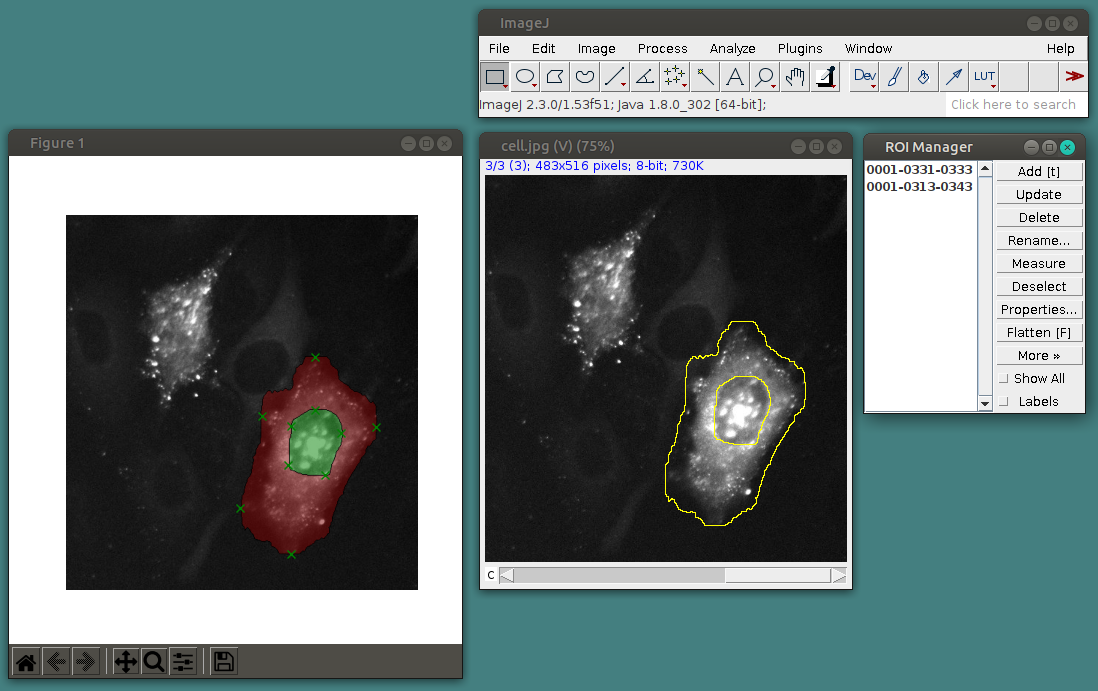 ImageJ
File Edit Image Process Analyze Plugins Window Help
Dev LUT
ImageJ 2.3.0/1.53f51; Java 1.8.0_302 [64-bit]; Click here to search
Figure 1
cell.jpg (V) (75%)
3/3 (3); 483x516 pixels; 8-bit; 730K
C
ROI Manager
0001-0331-0333
0001-0313-0343
Add [t]
Update
Delete
Rename...
Measure
Deselect
Properties...
Flatten [F]
More »
Show All
Labels